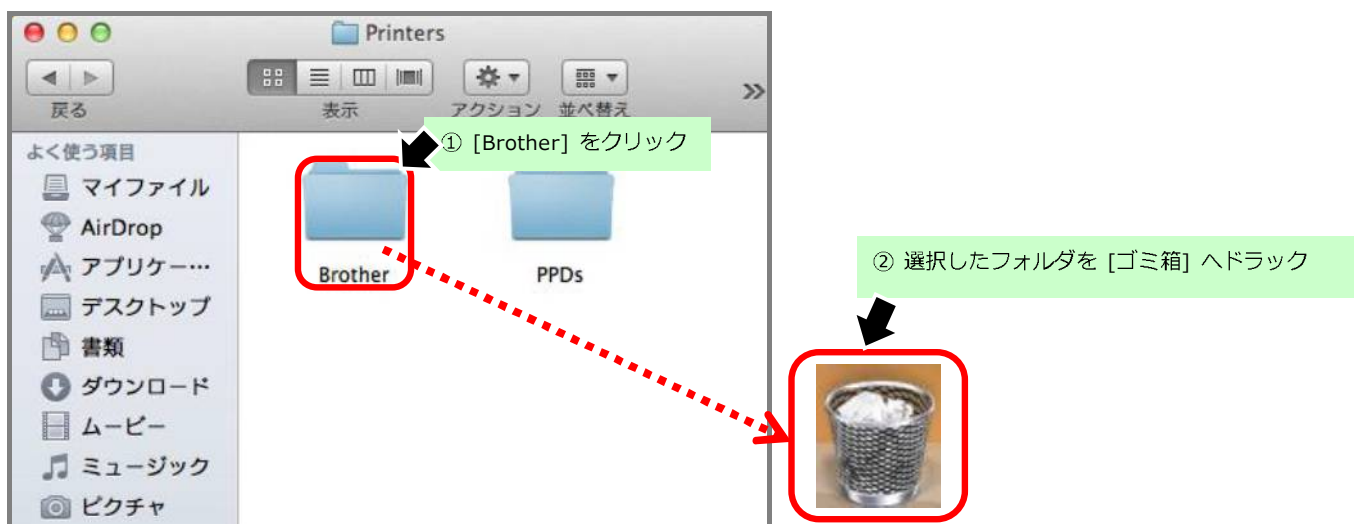 Printers
戻る
表示
アクション
並べ替え
① [Brother] をクリック
よく使う項目
マイファイル
AirDrop
アプリケー…
デスクトップ
書類
ダウンロード
ムービー
ミュージック
ピクチャ
Brother
PPDs
② 選択したフォルダを [ゴミ箱] へドラック